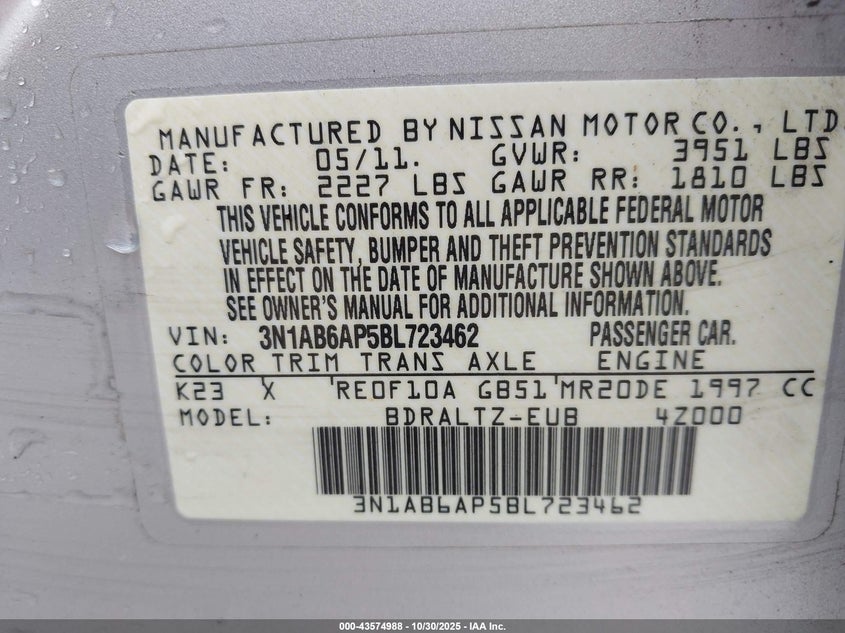 MANUFACTURED BY NISSAN MOTOR CO., LTD.
DATE: 05/11. GVWR: 3951 LBS
GAWR FR: 2227 LBS GAWR RR: 1810 LBS
THIS VEHICLE CONFORMS TO ALL APPLICABLE FEDERAL MOTOR
VEHICLE SAFETY, BUMPER AND THEFT PREVENTION STANDARDS
IN EFFECT ON THE DATE OF MANUFACTURE SHOWN ABOVE.
SEE OWNER'S MANUAL FOR ADDITIONAL INFORMATION.
VIN: 3N1AB6AP5BL723462 PASSENGER CAR.
COLOR TRIM TRANS AXLE ENGINE
K23 X RE0F10A GB51 MR20DE 1997 CC
MODEL: BDRALTZ-EUB 4Z000
3N1AB6AP5BL723462
000-43574988 - 10/30/2025 - IAA Inc.